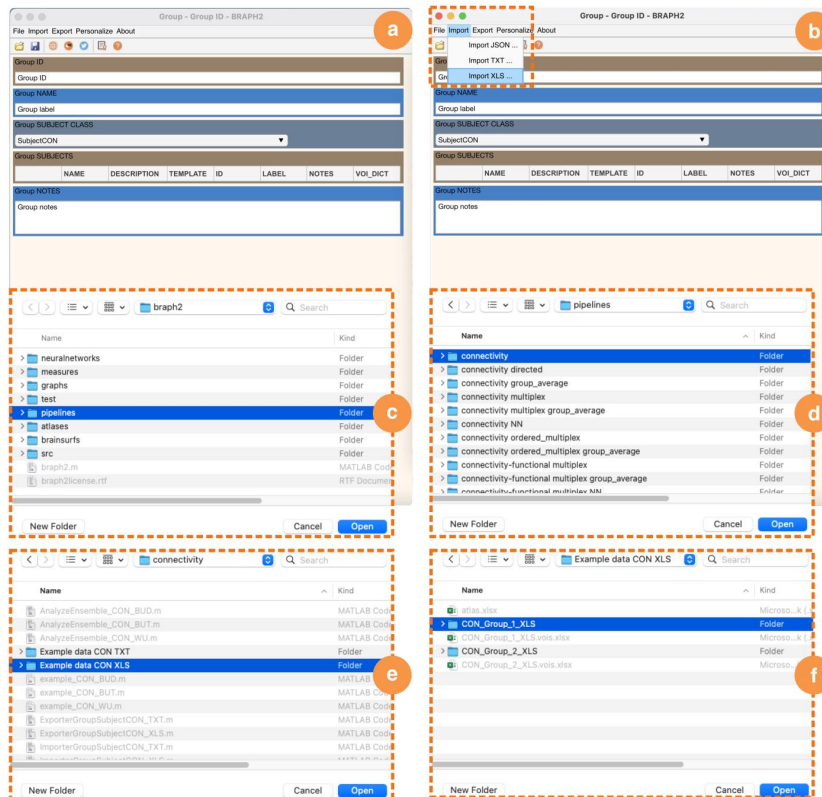 Group - Group ID - BRAPH2
File Import Export Personalize About
a
Group ID
Group ID
Group NAME
Group label
Group SUBJECT CLASS
SubjectCON
Group SUBJECTS
NAME DESCRIPTION TEMPLATE ID LABEL NOTES VOI_DICT
Group NOTES
Group notes
Group - Group ID - BRAPH2
File Import Export Personalize About
b
Import JSON ...
Import TXT ...
Import XLS ...
Gro
Gr
Group NAME
Group label
Group SUBJECT CLASS
SubjectCON
Group SUBJECTS
NAME DESCRIPTION TEMPLATE ID LABEL NOTES VOI_DICT
Group NOTES
Group notes
braph2 Search
Name Kind
neuralnetworks Folder
measures Folder
graphs Folder
test Folder
pipelines Folder
c
atlases Folder
brainsurfs Folder
src Folder
braph2.m MATLAB Code
braph2license.rtf RTF Documen
New Folder Cancel Open
pipelines Search
Name Kind
connectivity Folder
connectivity directed Folder
connectivity group_average Folder
connectivity multiplex Folder
connectivity multiplex group_average Folder
d
connectivity NN Folder
connectivity ordered_multiplex Folder
connectivity ordered_multiplex group_average Folder
connectivity-functional multiplex Folder
connectivity-functional multiplex group_average Folder
connectivity-functional multiplex NN Folder
New Folder Cancel Open
connectivity Search
Name Kind
AnalyzeEnsemble_CON_BUD.m MATLAB Code
AnalyzeEnsemble_CON_BUT.m MATLAB Code
AnalyzeEnsemble_CON_WU.m MATLAB Code
Example data CON TXT Folder
Example data CON XLS Folder
e
example_CON_BUD.m MATLAB
example_CON_BUT.m MATLAB Code
example_CON_WU.m MATLAB Code
ExporterGroupSubjectCON_TXT.m MATLAB Code
ExporterGroupSubjectCON_XLS.m MATLAB Code
ImporterGroupSubjectCON_TXT.m MATLAB Code
New Folder Cancel Open
Example data CON XLS Search
Name Kind
atlas.xlsx Microso...k (.
CON_Group_1_XLS Folder
CON_Group_1_XLS.vois.xlsx Microso...k (.
CON_Group_2_XLS Folder
CON_Group_2_XLS.vois.xlsx Microso...
f
New Folder Cancel Open